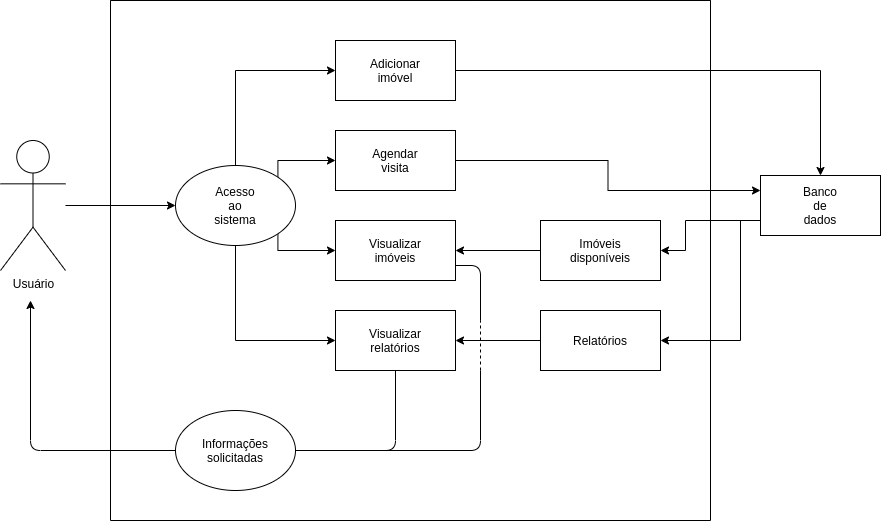 Adicionar
imóvel
Agendar
visita
Acesso
ao
sistema
Banco
de
dados
Visualizar
imóveis
Imóveis
disponíveis
Usuário
Visualizar
relatórios
Relatórios
Informações
solicitadas